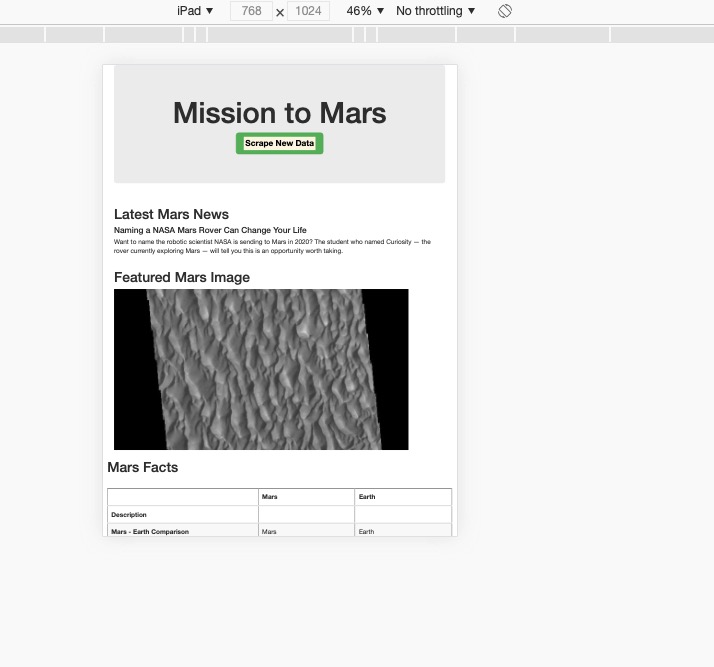 iPad ▼ 768 × 1024 46% ▼ No throttling ▼
Mission to Mars
Scrape New Data
Latest Mars News
Naming a NASA Mars Rover Can Change Your Life
Want to name the robotic scientist NASA is sending to Mars in 2020? The student who named Curiosity — the
rover currently exploring Mars — will tell you this is an opportunity worth taking.
Featured Mars Image
Mars Facts
Mars Earth
Description
Mars - Earth Comparison Mars Earth